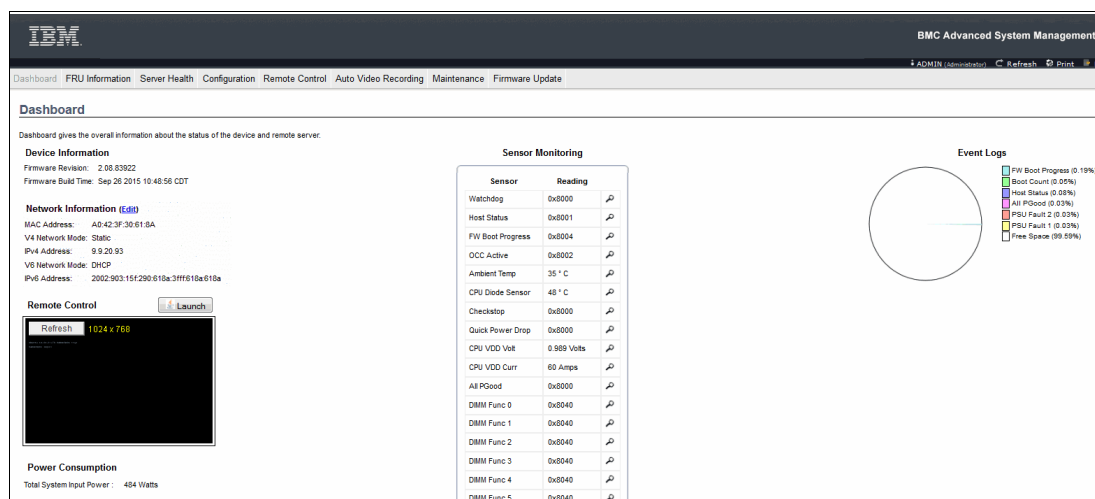 IBM
BMC Advanced System Management
ADMIN (Administrator) Refresh Print
Dashboard FRU Information Server Health Configuration Remote Control Auto Video Recording Maintenance Firmware Update
Dashboard
Dashboard gives the overall information about the status of the device and remote server.
Device Information
Firmware Revision: 2.08.83922
Firmware Build Time: Sep 26 2015 10:48:56 CDT
Network Information (Edit)
MAC Address: A0:42:3F:30:61:8A
V4 Network Mode: Static
IPv4 Address: 9.9.20.93
V6 Network Mode: DHCP
IPv6 Address: 2002:903:15f:290:618a:3fff:618a:618a
Remote Control Launch
Refresh 1024 x 768
Power Consumption
Total System Input Power : 484 Watts
Sensor Monitoring
Sensor Reading
Watchdog 0x8000
Host Status 0x8001
FW Boot Progress 0x8004
OCC Active 0x8002
Ambient Temp 35 ° C
CPU Diode Sensor 48 ° C
Checkstop 0x8000
Quick Power Drop 0x8000
CPU VDD Volt 0.989 Volts
CPU VDD Curr 60 Amps
All PGood 0x8000
DIMM Func 0 0x8040
DIMM Func 1 0x8040
DIMM Func 2 0x8040
DIMM Func 3 0x8040
DIMM Func 4 0x8040
DIMM Func 5 0x8040
Event Logs
FW Boot Progress (0.19%)
Boot Count (0.05%)
Host Status (0.08%)
All PGood (0.03%)
PSU Fault 2 (0.03%)
PSU Fault 1 (0.03%)
Free Space (99.59%)